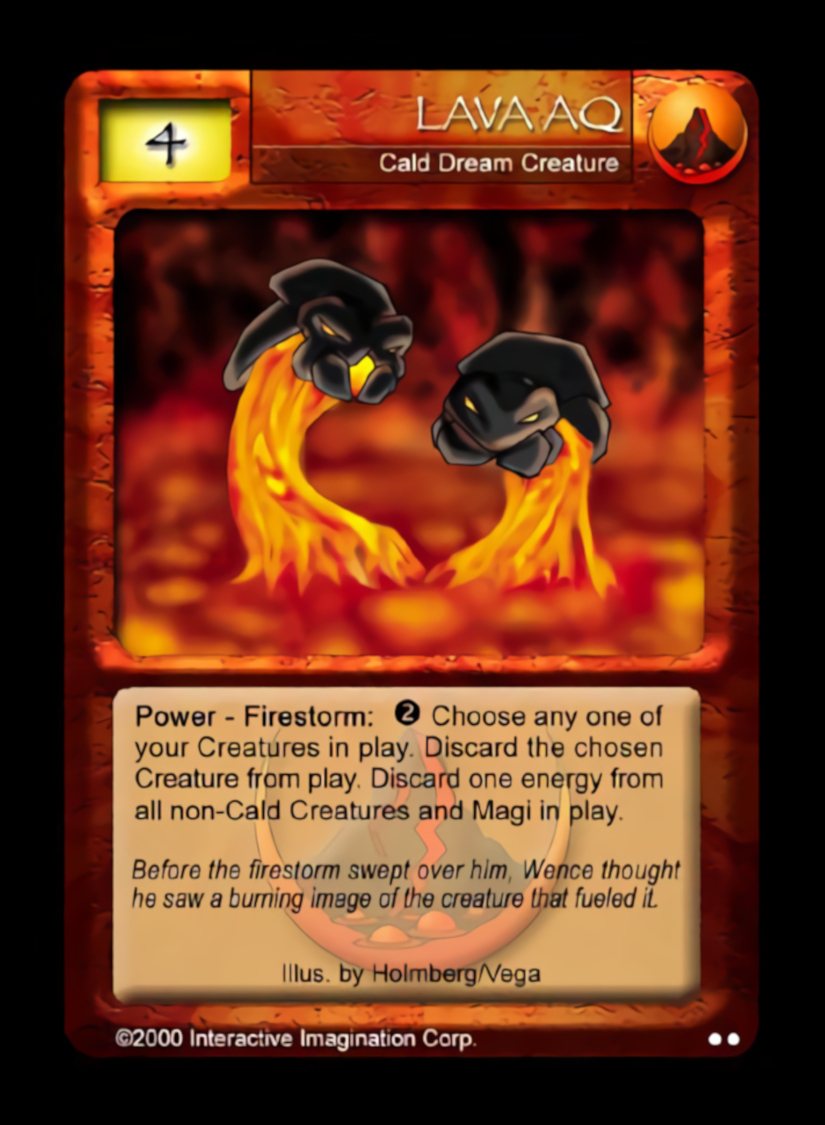 4
LAVA AQ
Cald Dream Creature
Power - Firestorm: ❷ Choose any one of
your Creatures in play. Discard the chosen
Creature from play. Discard one energy from
all non-Cald Creatures and Magi in play.
Before the firestorm swept over him, Wence thought
he saw a burning image of the creature that fueled it.
Illus. by Holmberg/Vega
©2000 Interactive Imagination Corp.